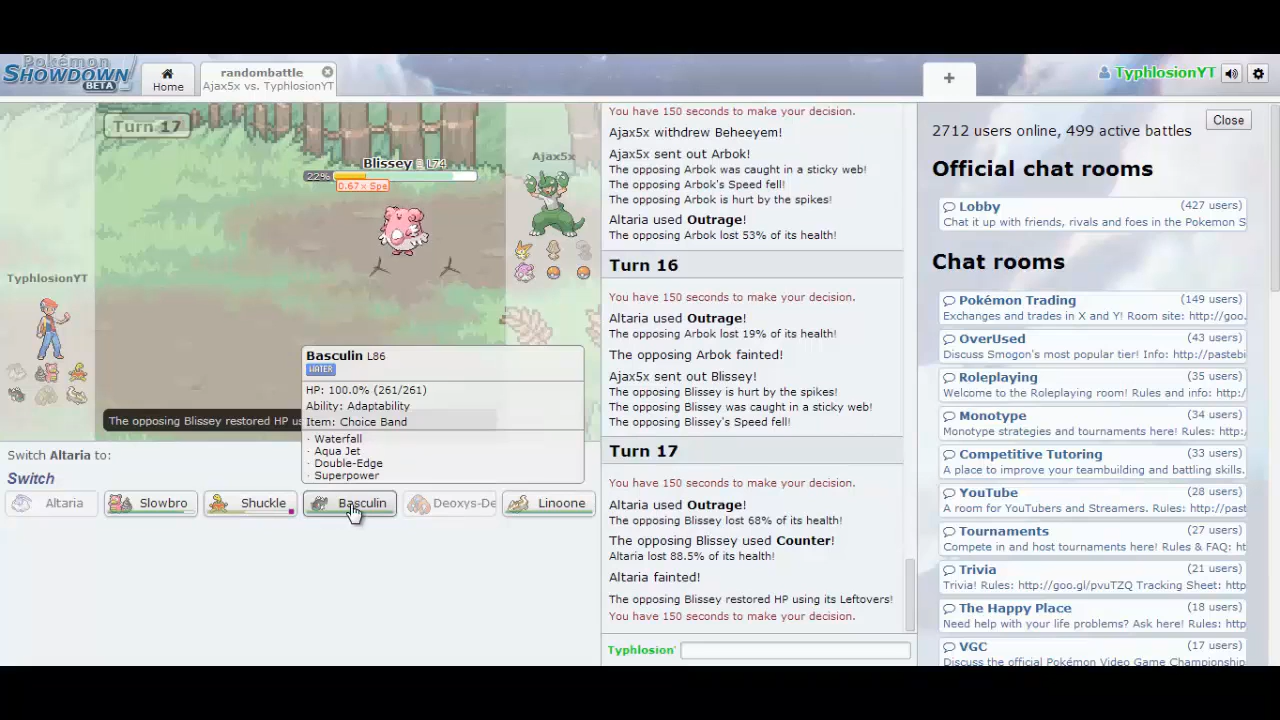 Pokémon
SHOWDOWN
BETA
Home
randombattle
Ajax5x vs. TyphlosionYT
+
TyphlosionYT
Turn 17
Blissey L74
22%
0.67× Spe
Ajax5x
TyphlosionYT
Basculin L86
WATER
HP: 100.0% (261/261)
Ability: Adaptability
Item: Choice Band
· Waterfall
· Aqua Jet
· Double-Edge
· Superpower
The opposing Blissey restored HP us
Switch Altaria to:
Switch
Altaria
Slowbro
Shuckle
Basculin
Deoxys-De
Linoone
You have 150 seconds to make your decision.
Ajax5x withdrew Beheeyem!
Ajax5x sent out Arbok!
The opposing Arbok was caught in a sticky web!
The opposing Arbok's Speed fell!
The opposing Arbok is hurt by the spikes!
Altaria used Outrage!
The opposing Arbok lost 53% of its health!
Turn 16
You have 150 seconds to make your decision.
Altaria used Outrage!
The opposing Arbok lost 19% of its health!
The opposing Arbok fainted!
Ajax5x sent out Blissey!
The opposing Blissey is hurt by the spikes!
The opposing Blissey was caught in a sticky web!
The opposing Blissey's Speed fell!
Turn 17
You have 150 seconds to make your decision.
Altaria used Outrage!
The opposing Blissey lost 68% of its health!
The opposing Blissey used Counter!
Altaria lost 88.5% of its health!
Altaria fainted!
The opposing Blissey restored HP using its Leftovers!
You have 150 seconds to make your decision.
Typhlosion'
2712 users online, 499 active battles
Close
Official chat rooms
Lobby (427 users)
Chat it up with friends, rivals and foes in the Pokemon S
Chat rooms
Pokémon Trading (149 users)
Exchanges and trades in X and Y! Room site: http://goo.
OverUsed (43 users)
Discuss Smogon's most popular tier! Info: http://pastebi
Roleplaying (35 users)
Welcome to the Roleplaying room! Rules and info: http:/
Monotype (34 users)
Monotype strategies and tournaments here! Rules: http:
Competitive Tutoring (33 users)
A place to improve your teambuilding and battling skills.
YouTube (28 users)
A room for YouTubers and Streamers. Rules: http://past
Tournaments (27 users)
Compete in and host tournaments here! Rules & FAQ: ht
Trivia (21 users)
Trivia! Rules: http://goo.gl/pvuTZQ Tracking Sheet: http
The Happy Place (18 users)
Need help with your life problems? Ask here! Rules: http
VGC (17 users)
Discuss the official Pokémon Video Game Championship